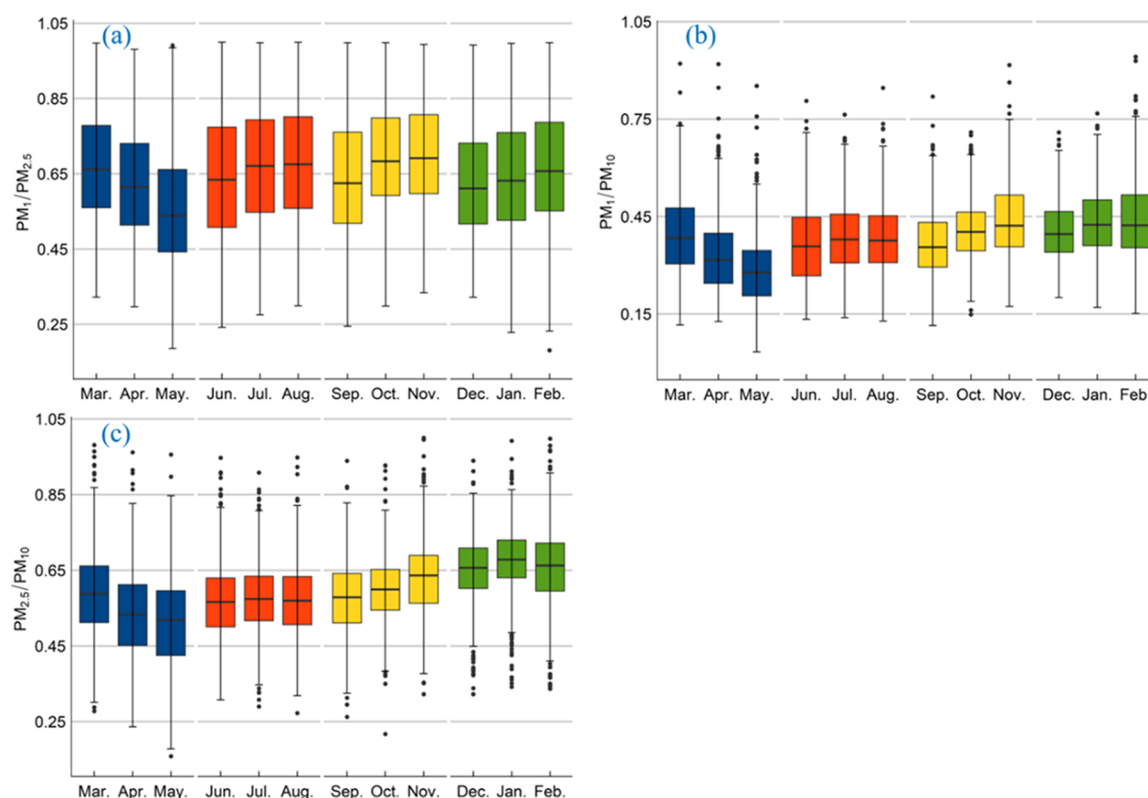 (a)
1.05
0.85
0.65
0.45
0.25
PM1/PM2.5
Mar. Apr. May. Jun. Jul. Aug. Sep. Oct. Nov. Dec. Jan. Feb.
(b)
1.05
0.75
0.45
0.15
PM1/PM10
Mar. Apr. May. Jun. Jul. Aug. Sep. Oct. Nov. Dec. Jan. Feb
(c)
1.05
0.85
0.65
0.45
0.25
PM2.5/PM10
Mar. Apr. May. Jun. Jul. Aug. Sep. Oct. Nov. Dec. Jan. Feb.